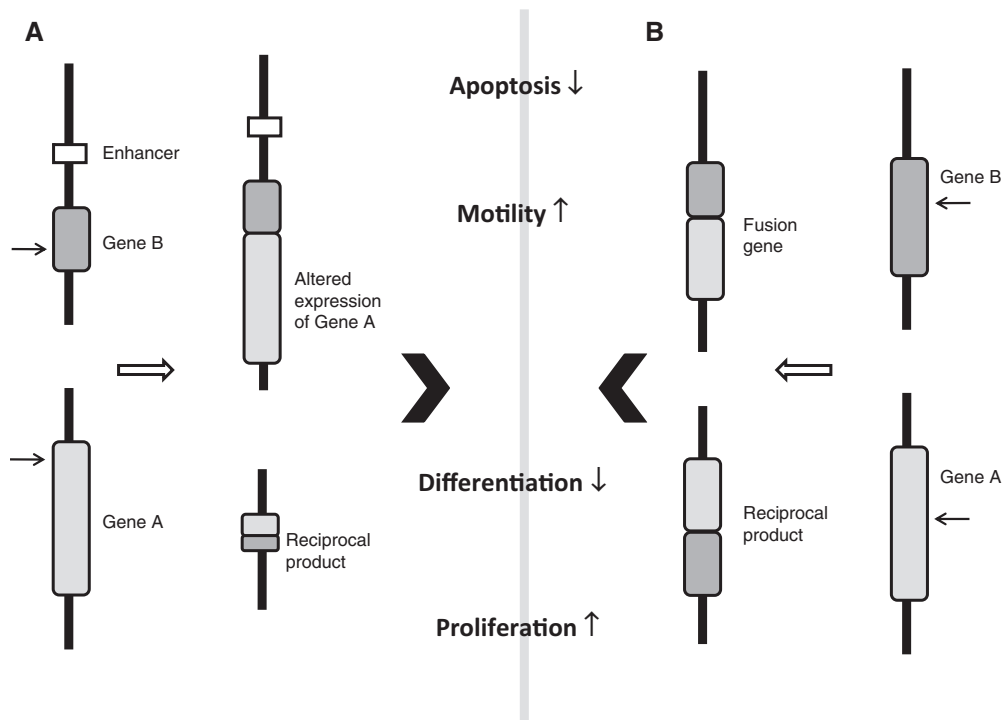 A
Enhancer
Gene B
Altered
expression
of Gene A
Gene A
Reciprocal
product
Apoptosis ↓
Motility ↑
Differentiation ↓
Proliferation ↑
B
Fusion
gene
Gene B
Reciprocal
product
Gene A